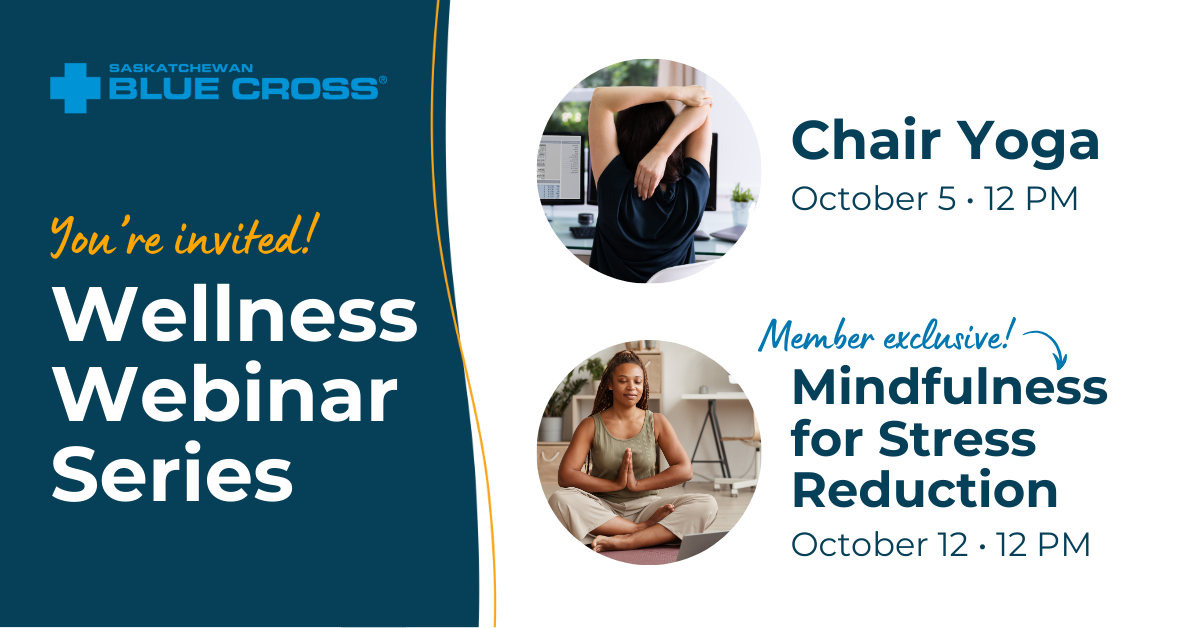 SASKATCHEWAN
BLUE CROSS®
You're invited!
Wellness
Webinar
Series
Chair Yoga
October 5 • 12 PM
Member exclusive!
Mindfulness
for Stress
Reduction
October 12 • 12 PM